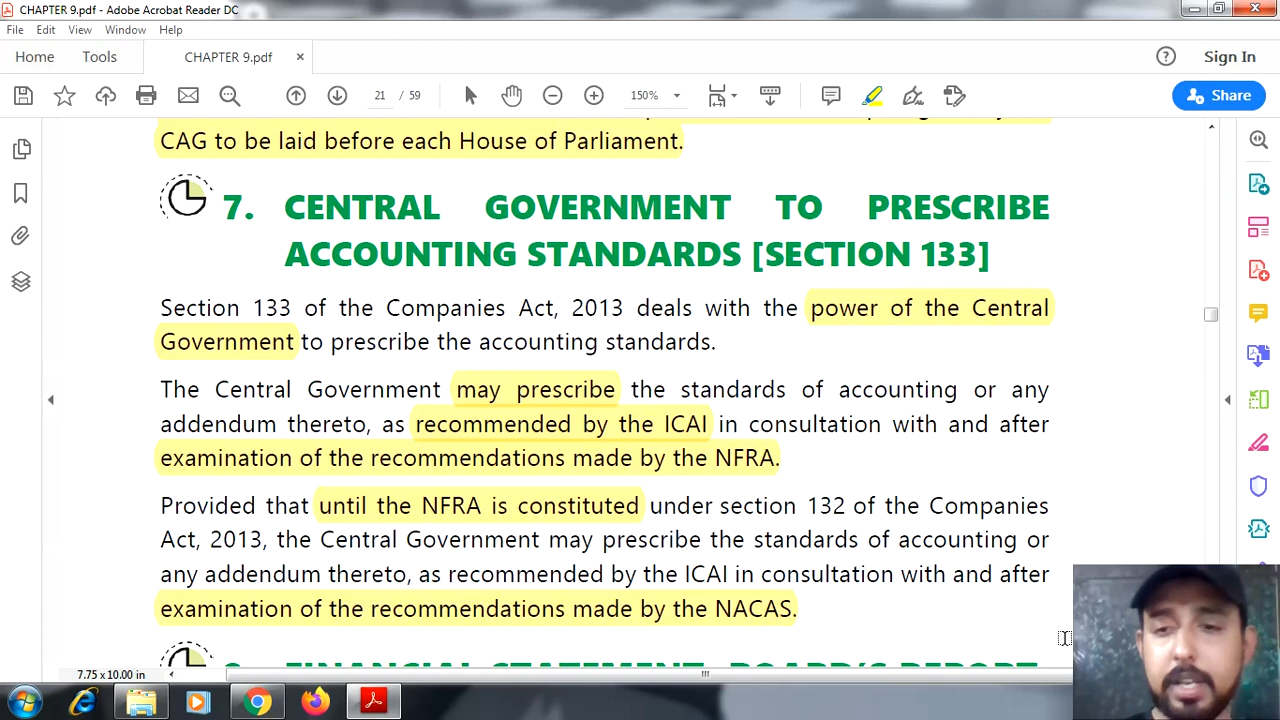 CHAPTER 9.pdf - Adobe Acrobat Reader DC
File Edit View Window Help
Home Tools CHAPTER 9.pdf × Sign In
21 / 59 150% Share
CAG to be laid before each House of Parliament.
7. CENTRAL GOVERNMENT TO PRESCRIBE
ACCOUNTING STANDARDS [SECTION 133]
Section 133 of the Companies Act, 2013 deals with the power of the Central
Government to prescribe the accounting standards.
The Central Government may prescribe the standards of accounting or any
addendum thereto, as recommended by the ICAI in consultation with and after
examination of the recommendations made by the NFRA.
Provided that until the NFRA is constituted under section 132 of the Companies
Act, 2013, the Central Government may prescribe the standards of accounting or
any addendum thereto, as recommended by the ICAI in consultation with and after
examination of the recommendations made by the NACAS.
FINANCIAL STATEMENT, BOARD'S REPORT,
7.75 x 10.00 in